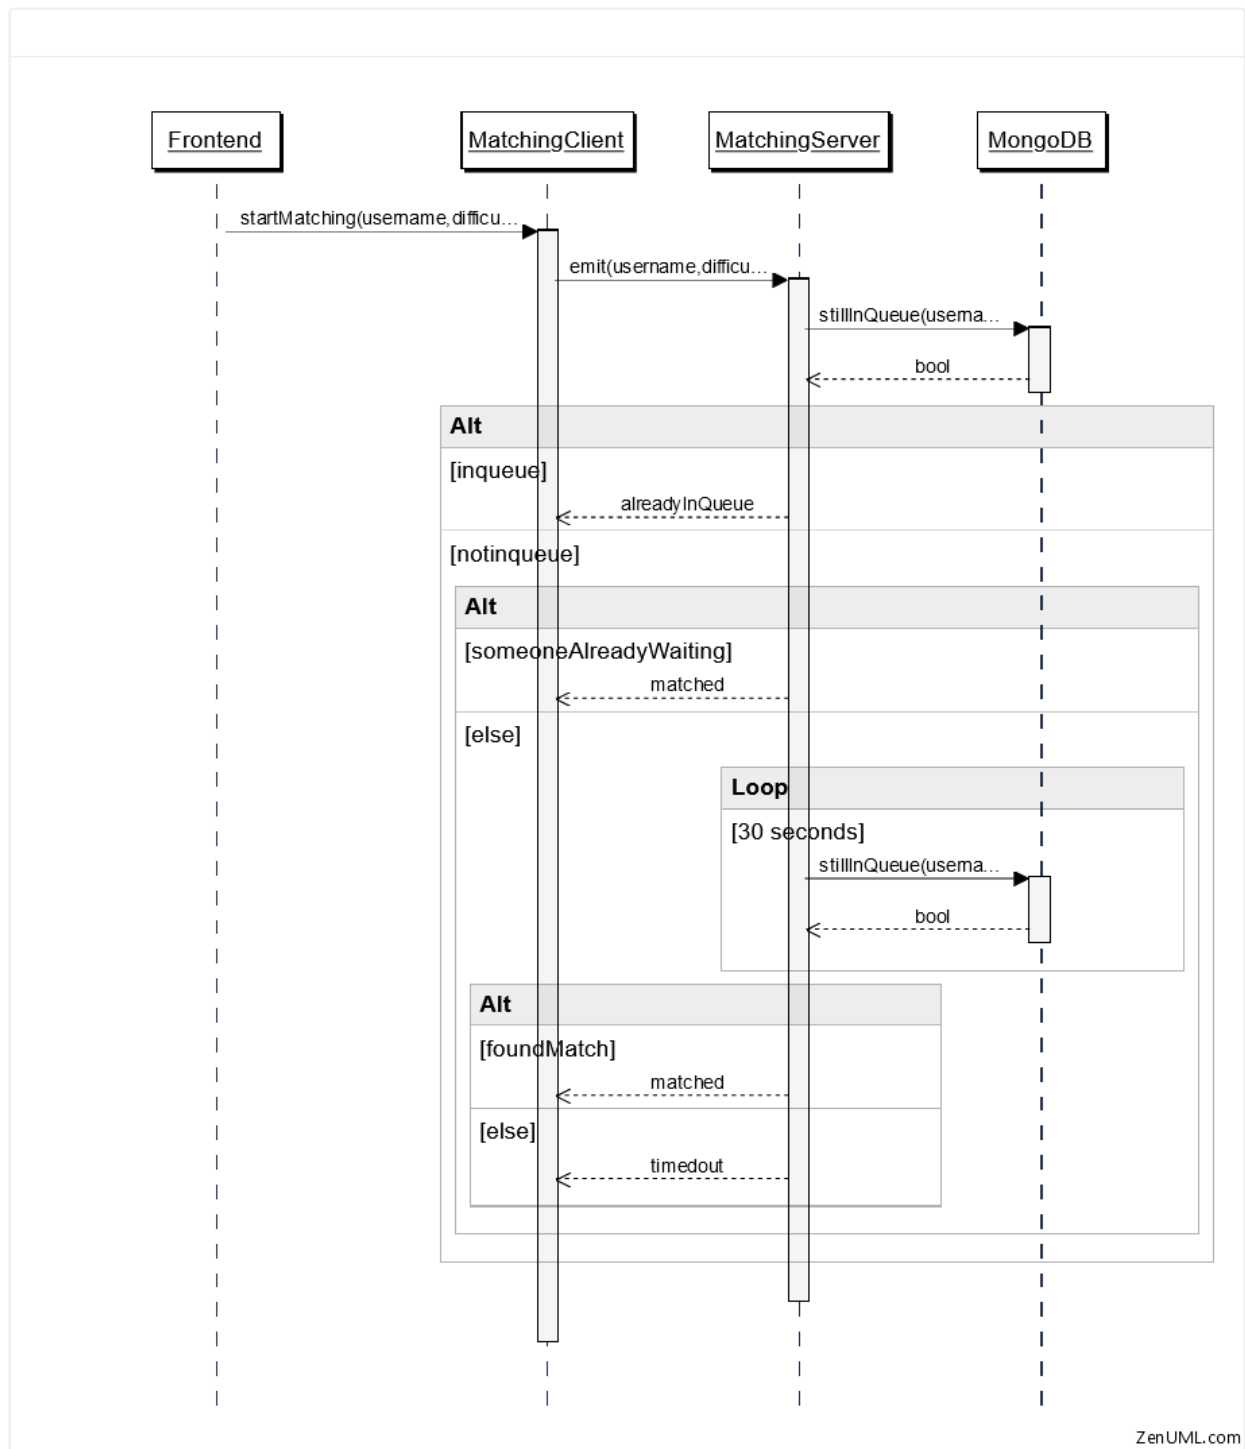 Frontend
MatchingClient
MatchingServer
MongoDB
startMatching(username,difficu...
emit(username,difficu...
stillInQueue(userna...
bool
Alt
[inqueue]
alreadyInQueue
[notinqueue]
Alt
[someoneAlreadyWaiting]
matched
[else]
Loop
[30 seconds]
stillInQueue(userna...
bool
Alt
[foundMatch]
matched
[else]
timedout
ZenUML.com